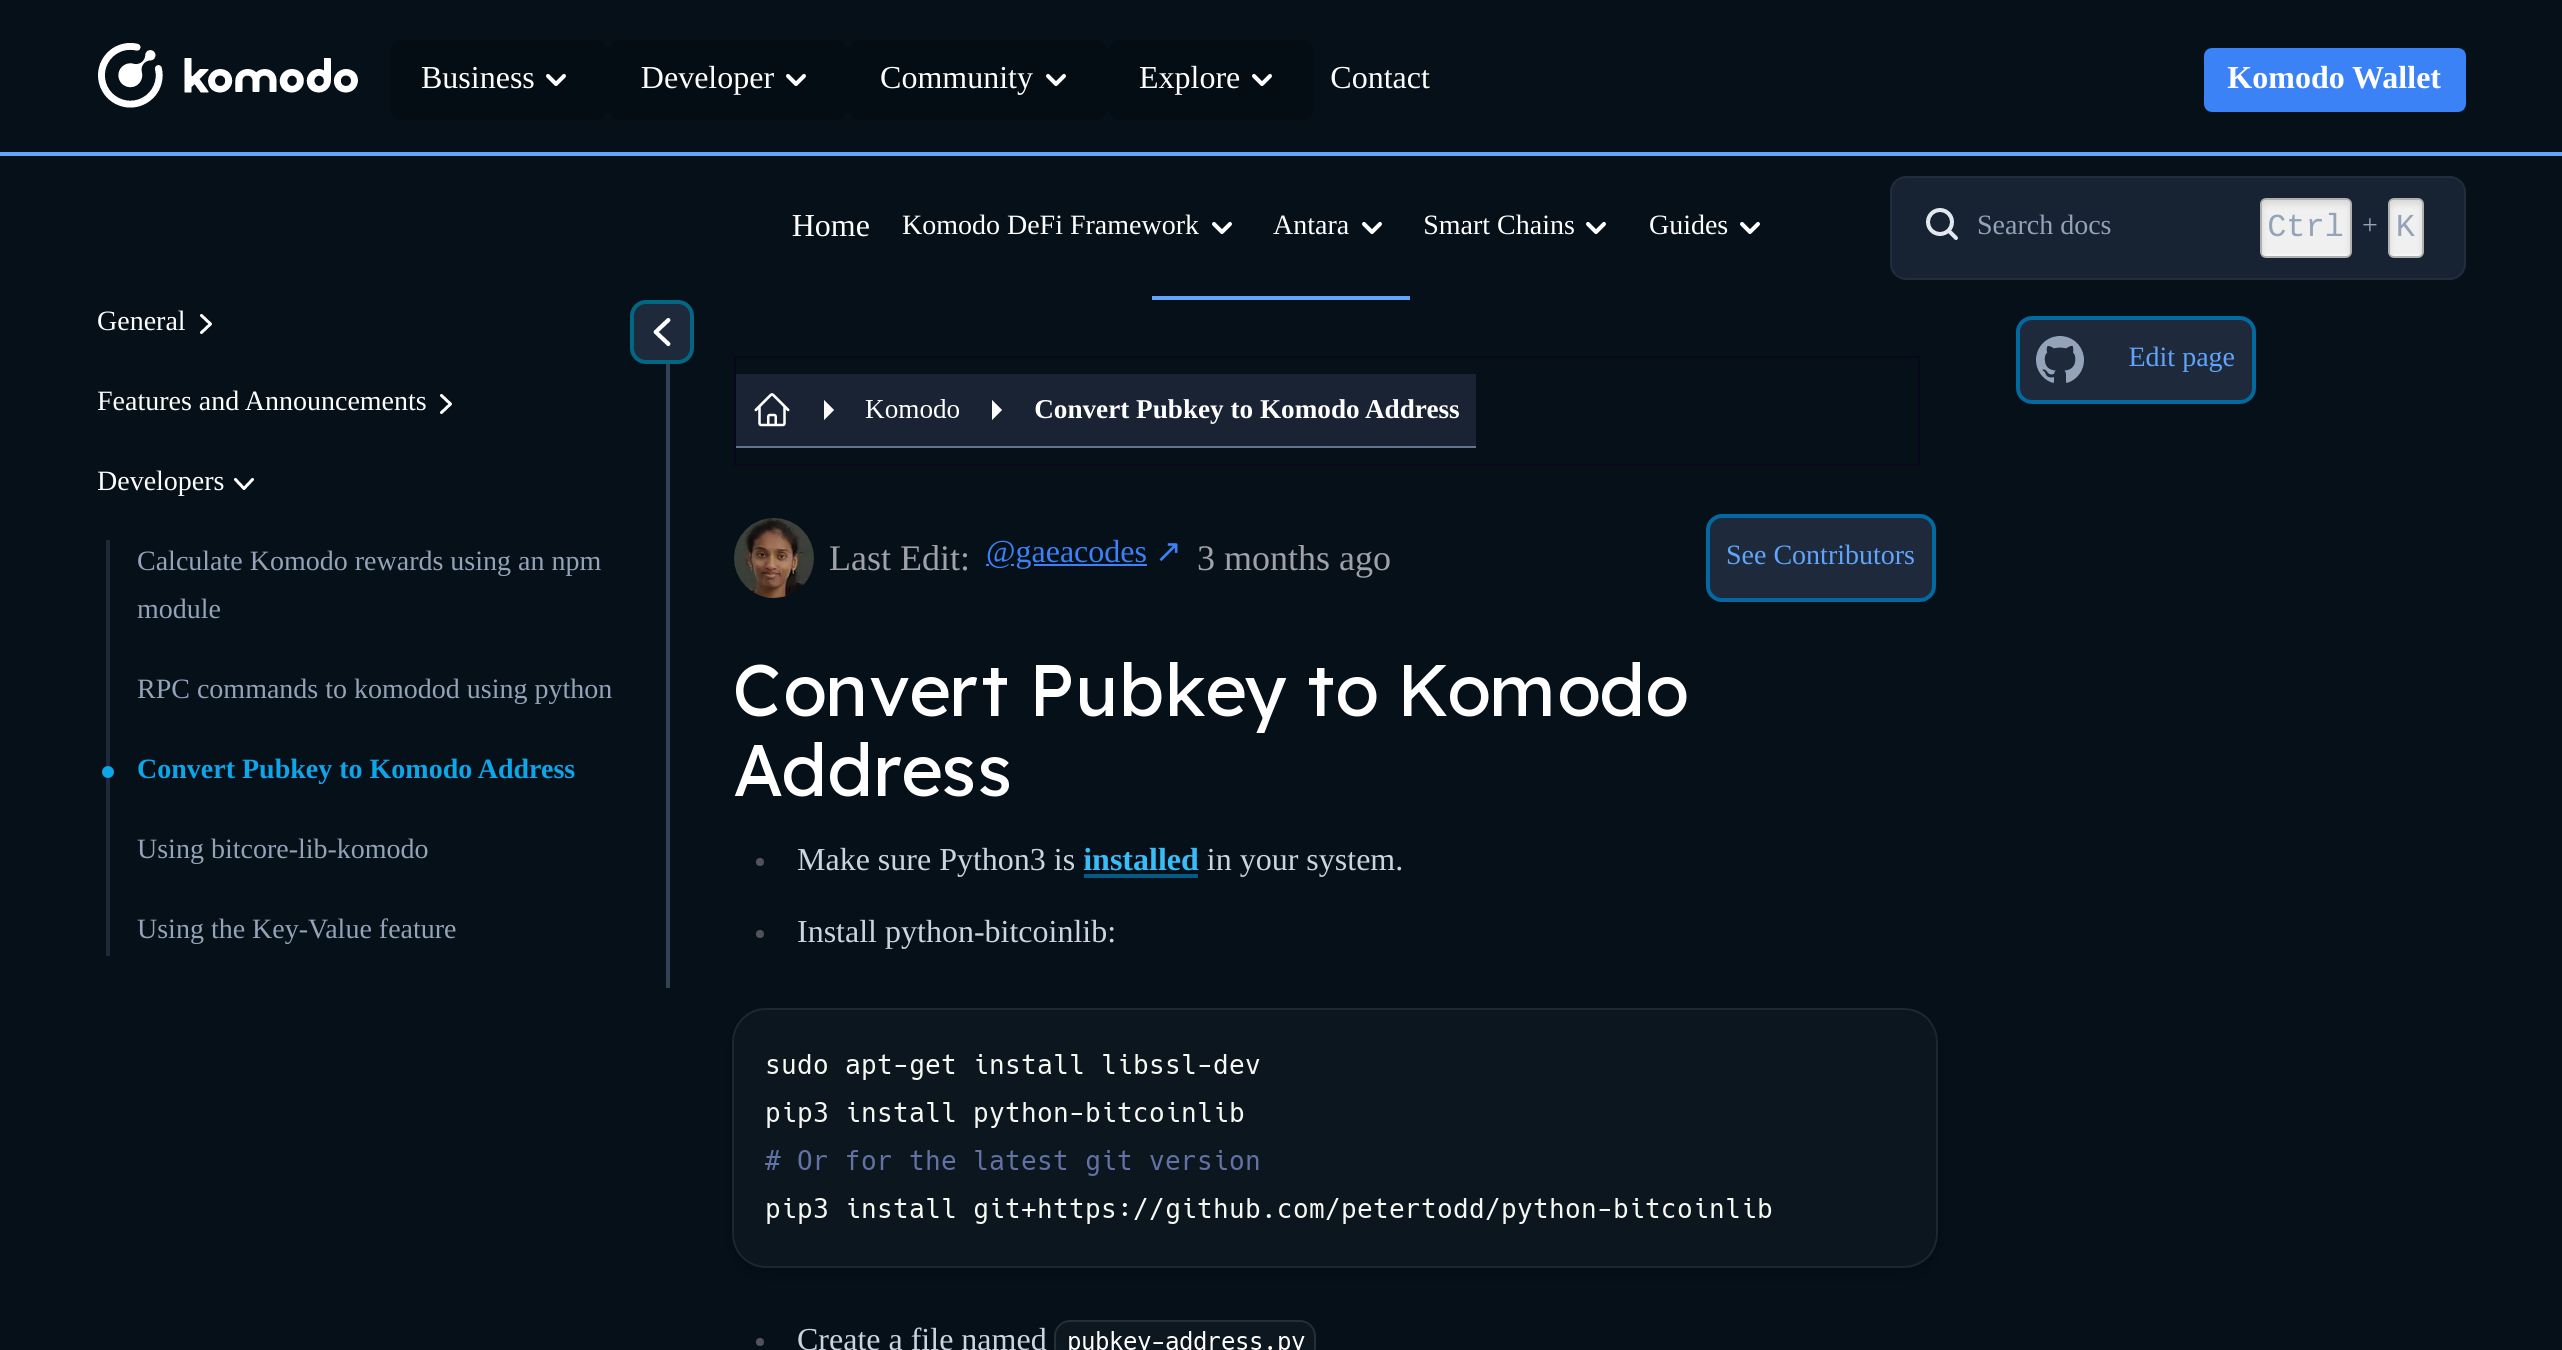 komodo Business Developer Community Explore Contact Komodo Wallet
Home Komodo DeFi Framework Antara Smart Chains Guides Search docs Ctrl + K
General
Features and Announcements
Developers
Calculate Komodo rewards using an npm
module
RPC commands to komodod using python
Convert Pubkey to Komodo Address
Using bitcore-lib-komodo
Using the Key-Value feature
Edit page
Komodo Convert Pubkey to Komodo Address
Last Edit: @gaeacodes ↗ 3 months ago See Contributors
Convert Pubkey to Komodo
Address
• Make sure Python3 is installed in your system.
• Install python-bitcoinlib:
sudo apt-get install libssl-dev
pip3 install python-bitcoinlib
# Or for the latest git version
pip3 install git+https://github.com/petertodd/python-bitcoinlib
• Create a file named pubkey-address.py